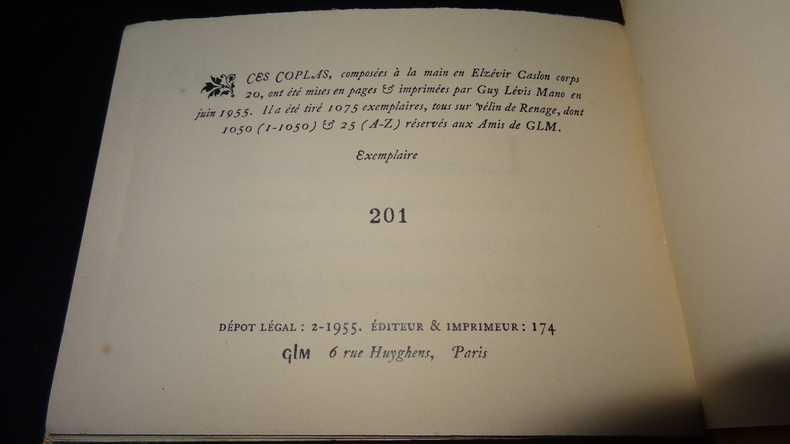 CES COPLAS, composées à la main en Elzévir Caslon corps
20, ont été mises en pages & imprimées par Guy Lévis Mano en
juin 1955. Il a été tiré 1075 exemplaires, tous sur vélin de Renage, dont
1050 (1-1050) & 25 (A-Z) réservés aux Amis de GLM.
Exemplaire
201
DÉPOT LÉGAL : 2-1955. ÉDITEUR & IMPRIMEUR : 174
GLM 6 rue Huyghens, Paris